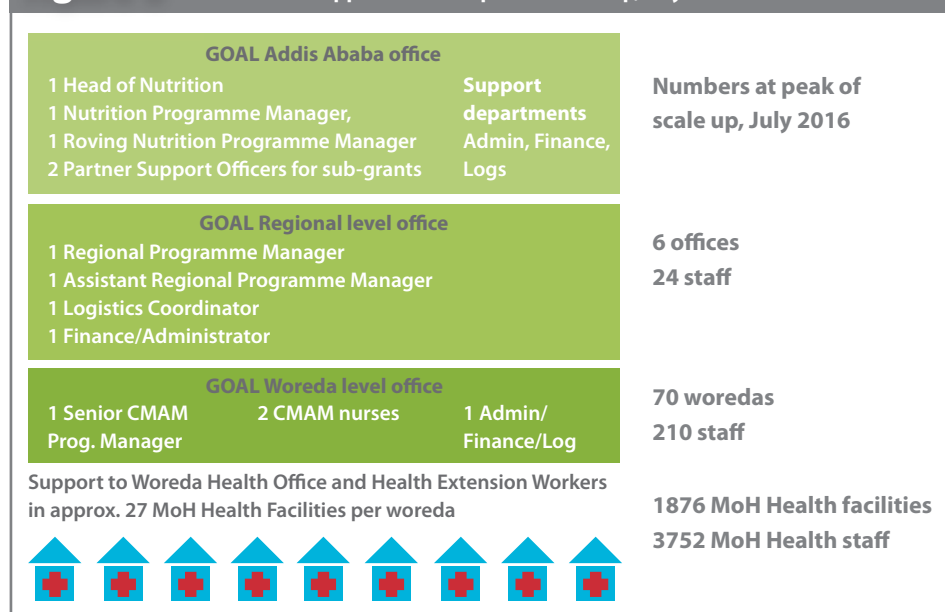 GOAL Addis Ababa office
1 Head of Nutrition
1 Nutrition Programme Manager,
1 Roving Nutrition Programme Manager
2 Partner Support Officers for sub-grants
Support
departments
Admin, Finance,
Logs
Numbers at peak of
scale up, July 2016
GOAL Regional level office
1 Regional Programme Manager
1 Assistant Regional Programme Manager
1 Logistics Coordinator
1 Finance/Administrator
6 offices
24 staff
GOAL Woreda level office
1 Senior CMAM
Prog. Manager
2 CMAM nurses
1 Admin/
Finance/Log
70 woredas
210 staff
Support to Woreda Health Office and Health Extension Workers
in approx. 27 MoH Health Facilities per woreda
1876 MoH Health facilities
3752 MoH Health staff